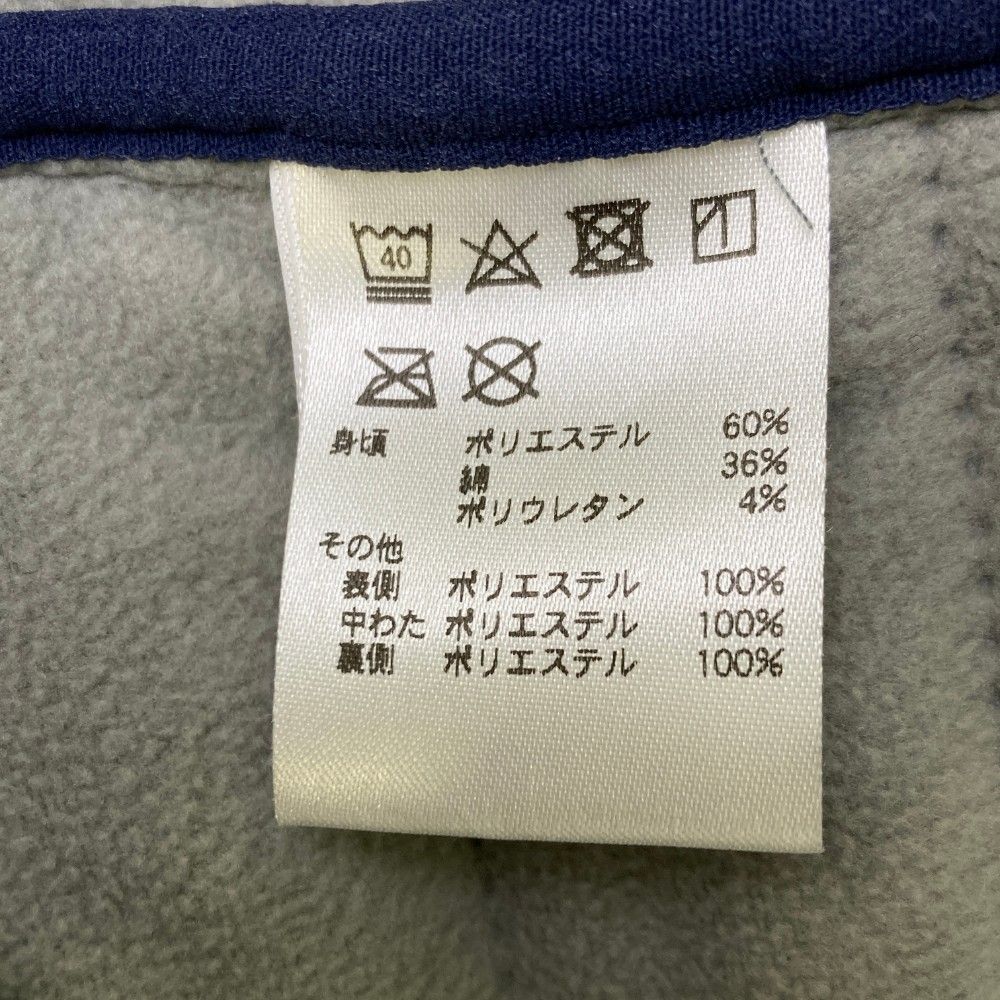 40
身頃 ポリエステル 60%
綿 36%
ポリウレタン 4%
その他
表側 ポリエステル 100%
中わた ポリエステル 100%
裏側 ポリエステル 100%